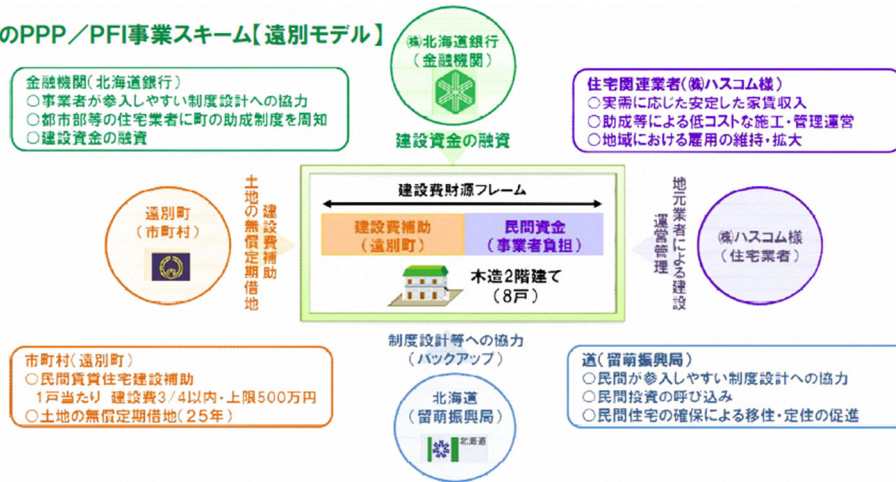 のPPP／PFI事業スキーム【遠別モデル】
㈱北海道銀行
（金融機関）
金融機関（北海道銀行）
○事業者が参入しやすい制度設計への協力
○都市部等の住宅業者に町の助成制度を周知
○建設資金の融資
建設資金の融資
住宅関連業者（㈱ハスコム様）
○実需に応じた安定した家賃収入
○助成等による低コストな施工・管理運営
○地域における雇用の維持・拡大
遠別町
（市町村）
建設費補助
土地の無償定期借地
建設費財源フレーム
建設費補助
（遠別町）
民間資金
（事業者負担）
木造2階建て
（8戸）
地元業者による建設
運営管理
㈱ハスコム様
（住宅業者）
制度設計等への協力
（バックアップ）
市町村（遠別町）
○民間賃貸住宅建設補助
1戸当たり 建設費3/4以内・上限500万円
○土地の無償定期借地（25年）
北海道
（留萌振興局）
北海道
道（留萌振興局）
○民間が参入しやすい制度設計への協力
○民間投資の呼び込み
○民間住宅の確保による移住・定住の促進